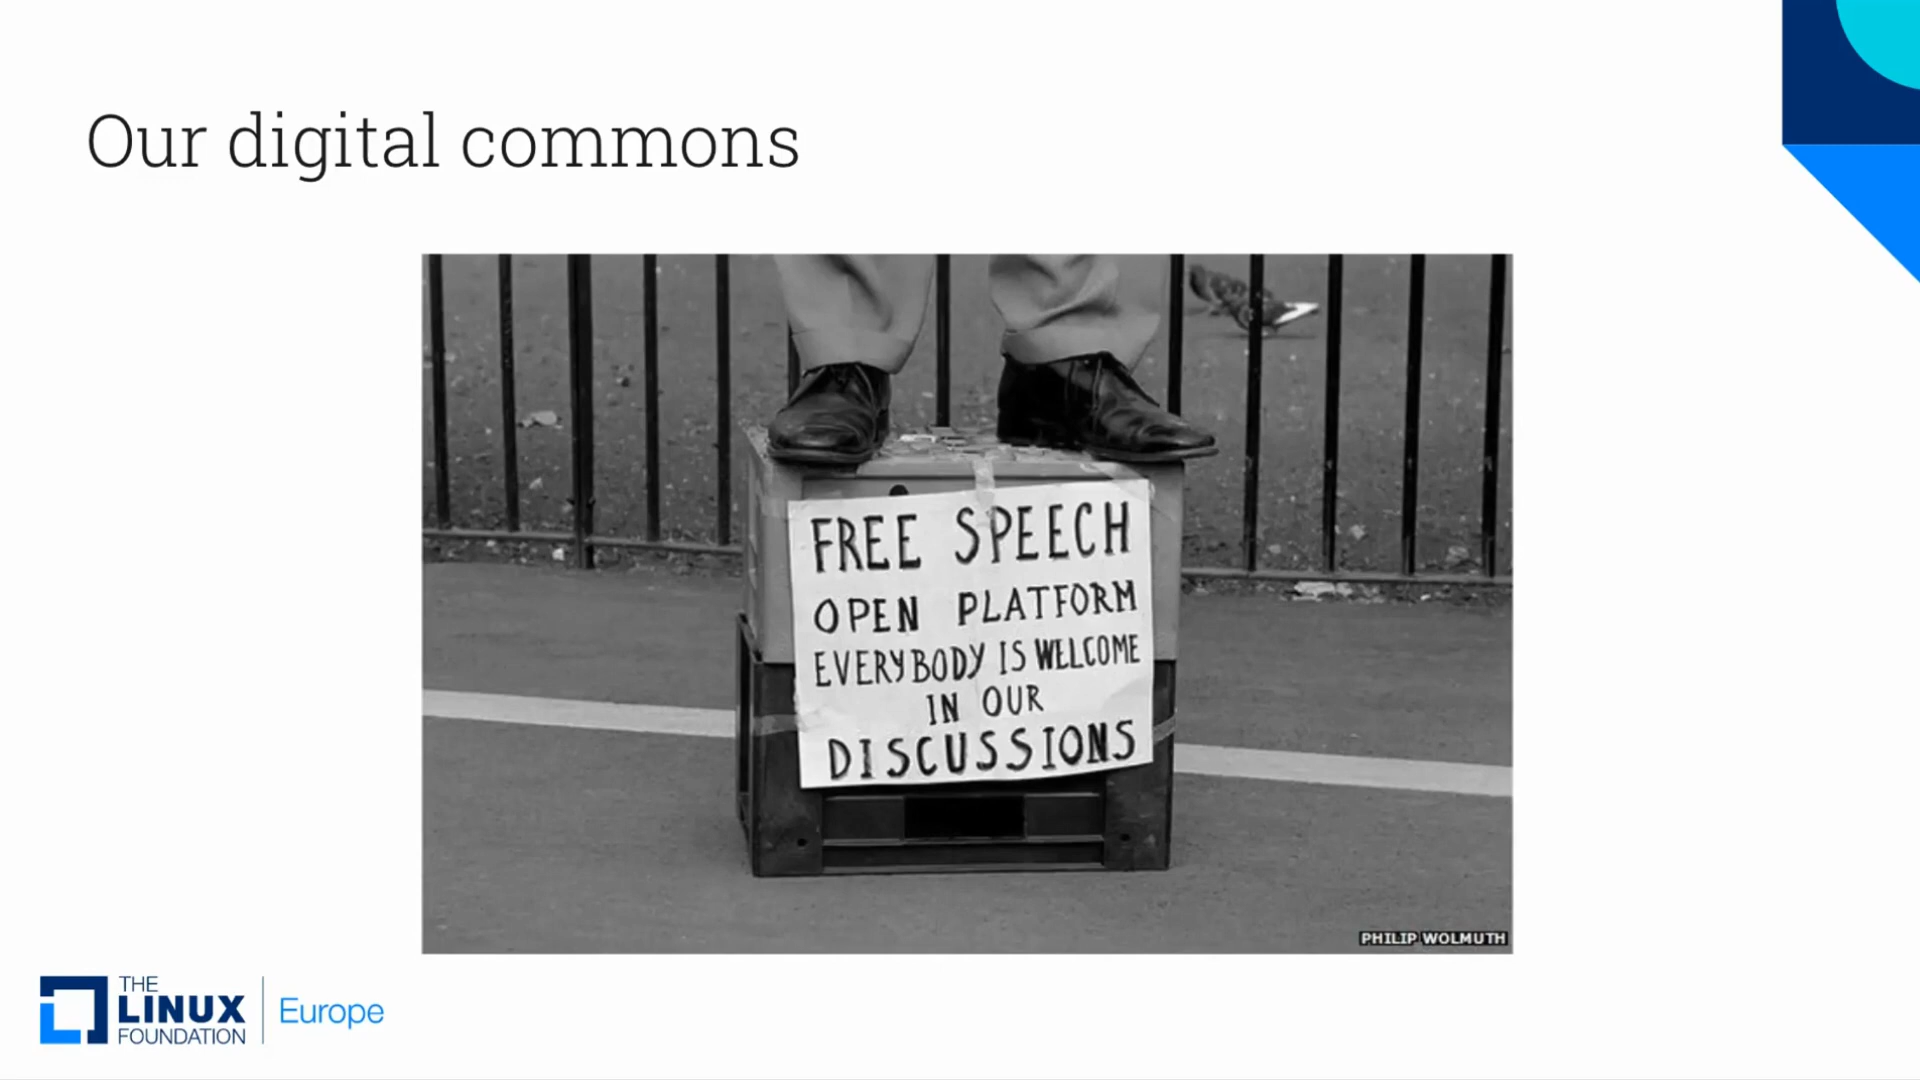 Our digital commons
FREE SPEECH
OPEN PLATFORM
EVERYBODY IS WELCOME
IN OUR
DISCUSSIONS
PHILIP WOLMUTH
THE
LINUX
FOUNDATION
Europe